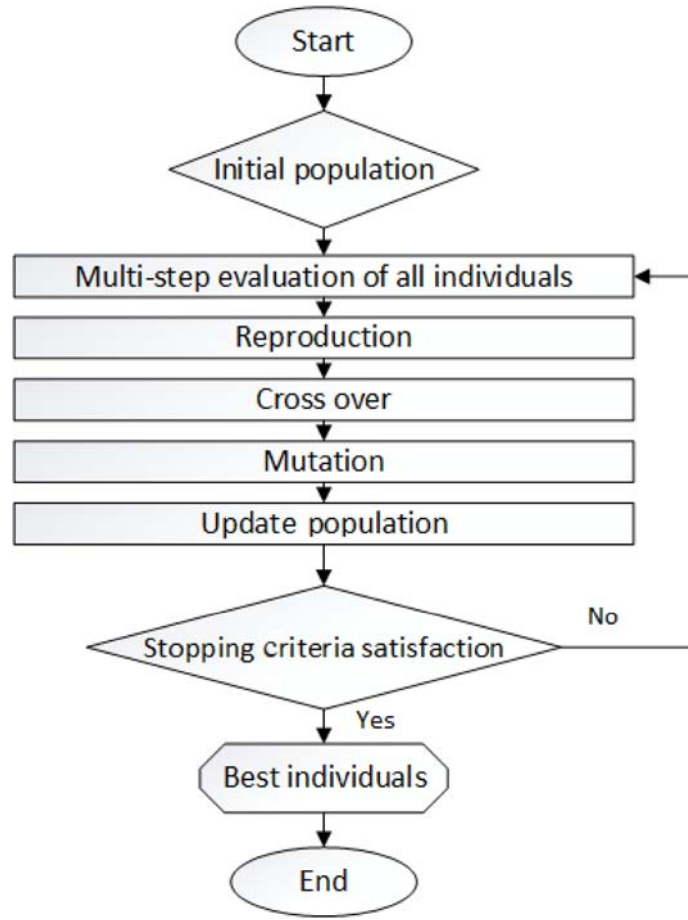 Start
Initial population
Multi-step evaluation of all individuals
Reproduction
Cross over
Mutation
Update population
Stopping criteria satisfaction
No
Yes
Best individuals
End